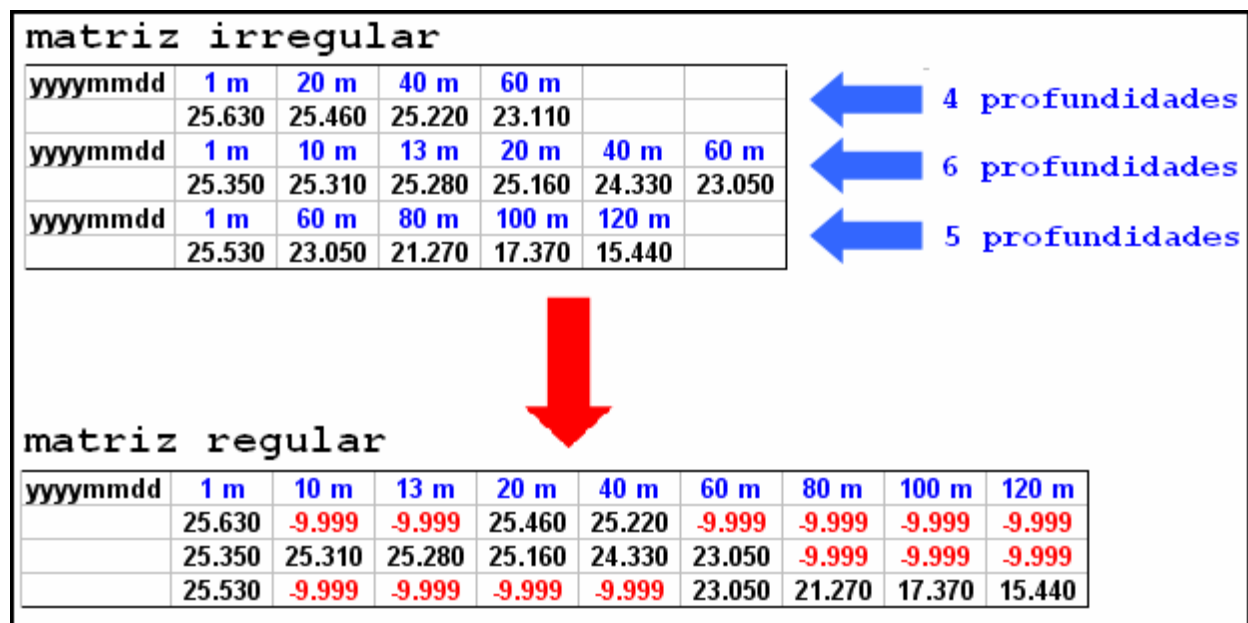 matriz irregular
yyyymmdd 1 m 20 m 40 m 60 m
25.630 25.460 25.220 23.110
4 profundidades
yyyymmdd 1 m 10 m 13 m 20 m 40 m 60 m
25.350 25.310 25.280 25.160 24.330 23.050
6 profundidades
yyyymmdd 1 m 60 m 80 m 100 m 120 m
25.530 23.050 21.270 17.370 15.440
5 profundidades
matriz regular
yyyymmdd 1 m 10 m 13 m 20 m 40 m 60 m 80 m 100 m 120 m
25.630 -9.999 -9.999 25.460 25.220 -9.999 -9.999 -9.999 -9.999
25.350 25.310 25.280 25.160 24.330 23.050 -9.999 -9.999 -9.999
25.530 -9.999 -9.999 -9.999 -9.999 23.050 21.270 17.370 15.440